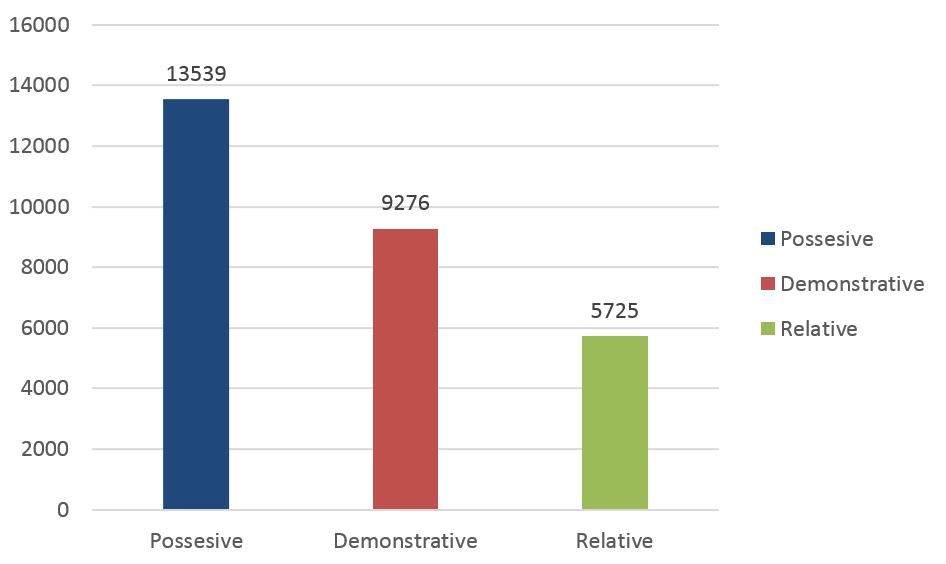 16000
14000
12000
10000
8000
6000
4000
2000
0
13539
9276
5725
Possesive
Demonstrative
Relative
Possesive
Demonstrative
Relative